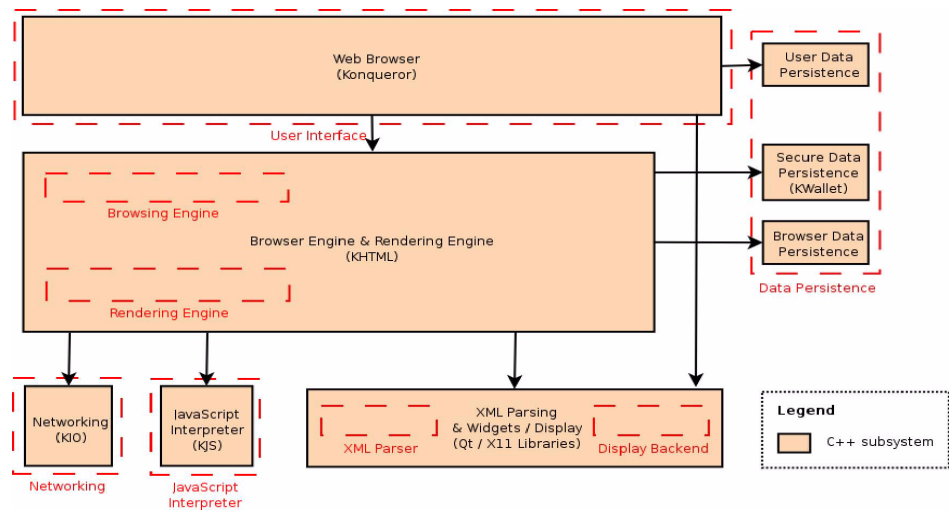 Web Browser
(Konqueror)
User Data
Persistence
User Interface
Secure Data
Persistence
(KWallet)
Browsing Engine
Browser Engine & Rendering Engine
(KHTML)
Browser Data
Persistence
Data Persistence
Rendering Engine
Networking
(KIO)
Networking
JavaScript
Interpreter
(KJS)
JavaScript
Interpreter
XML Parsing
& Widgets / Display
(Qt / X11 Libraries)
XML Parser
Display Backend
Legend
C++ subsystem